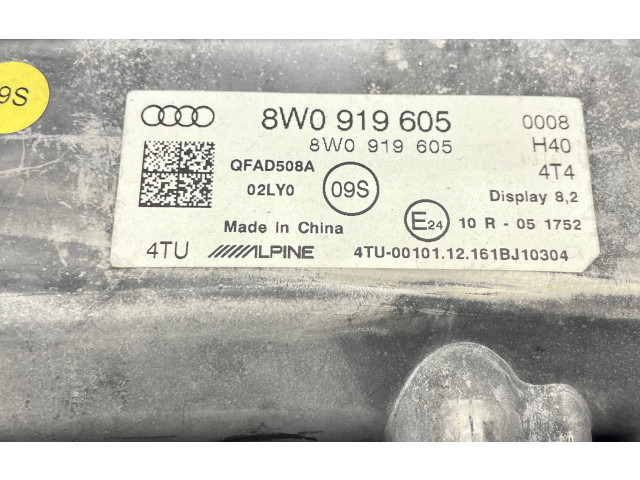 9S
8W0 919 605
0008
8W0 919 605
H40
QFAD508A
4T4
02LY0
09S
Display 8,2
Made in China
E24
10 R - 05 1752
4TU
ALPINE
4TU-00101.12.161BJ10304